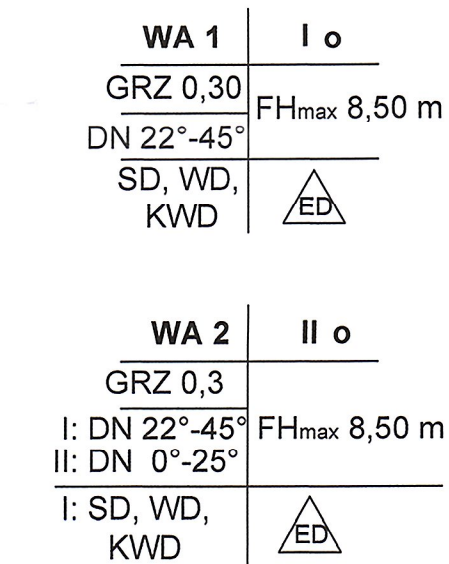 WA 1 I o
GRZ 0,30
FHmax 8,50 m
DN 22°-45°
SD, WD,
KWD
ED
WA 2 II o
GRZ 0,3
I: DN 22°-45° FHmax 8,50 m
II: DN 0°-25°
I: SD, WD,
KWD
ED